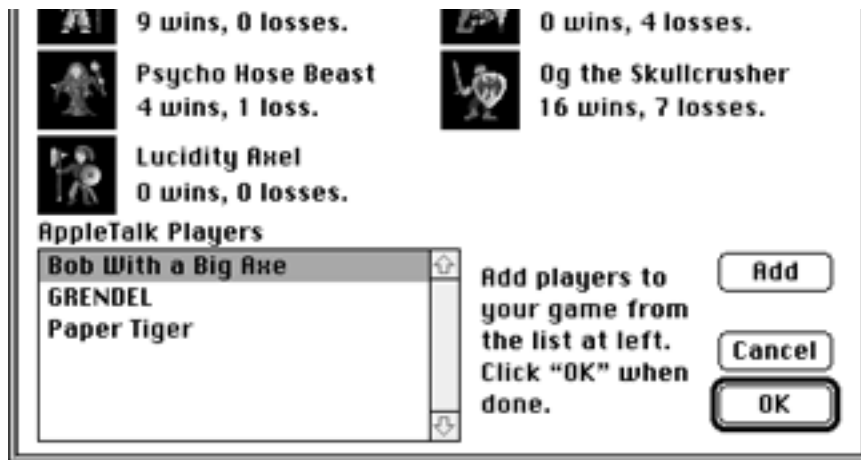 9 wins, 0 losses.
0 wins, 4 losses.
Psycho Hose Beast
4 wins, 1 loss.
Og the Skullcrusher
16 wins, 7 losses.
Lucidity Axel
0 wins, 0 losses.
AppleTalk Players
Bob With a Big Axe
GRENDEL
Paper Tiger
Add players to
your game from
the list at left.
Click “OK” when
done.
Add
Cancel
OK